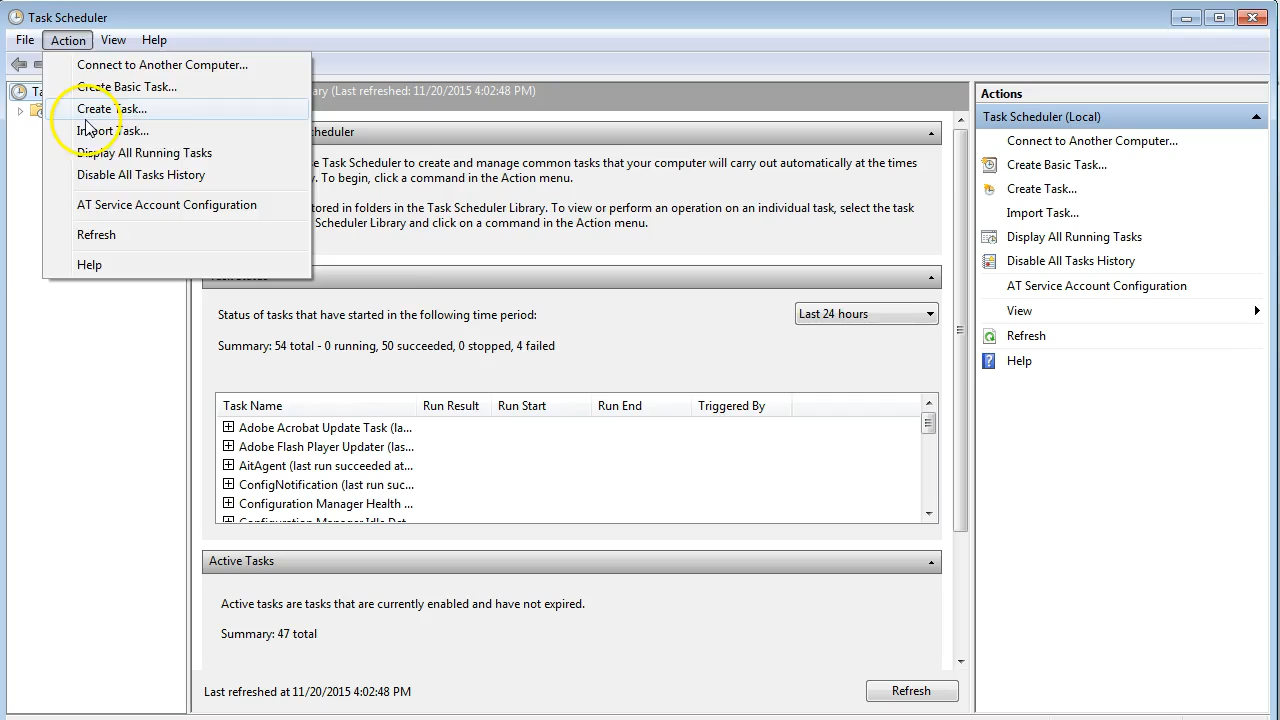 Task Scheduler
File Action View Help
Connect to Another Computer...
Create Basic Task...
Create Task...
Import Task...
Display All Running Tasks
Disable All Tasks History
AT Service Account Configuration
Refresh
Help
(Last refreshed: 11/20/2015 4:02:48 PM)
Task Scheduler to create and manage common tasks that your computer will carry out automatically at the times
To begin, click a command in the Action menu.
in folders in the Task Scheduler Library. To view or perform an operation on an individual task, select the task
Scheduler Library and click on a command in the Action menu.
Status of tasks that have started in the following time period:
Last 24 hours
Summary: 54 total - 0 running, 50 succeeded, 0 stopped, 4 failed
Task Name Run Result Run Start Run End Triggered By
Adobe Acrobat Update Task (la...
Adobe Flash Player Updater (las...
AitAgent (last run succeeded at...
ConfigNotification (last run suc...
Configuration Manager Health ...
Configuration Manager Idle Det...
Active Tasks
Active tasks are tasks that are currently enabled and have not expired.
Summary: 47 total
Last refreshed at 11/20/2015 4:02:48 PM
Refresh
Actions
Task Scheduler (Local)
Connect to Another Computer...
Create Basic Task...
Create Task...
Import Task...
Display All Running Tasks
Disable All Tasks History
AT Service Account Configuration
View
Refresh
Help